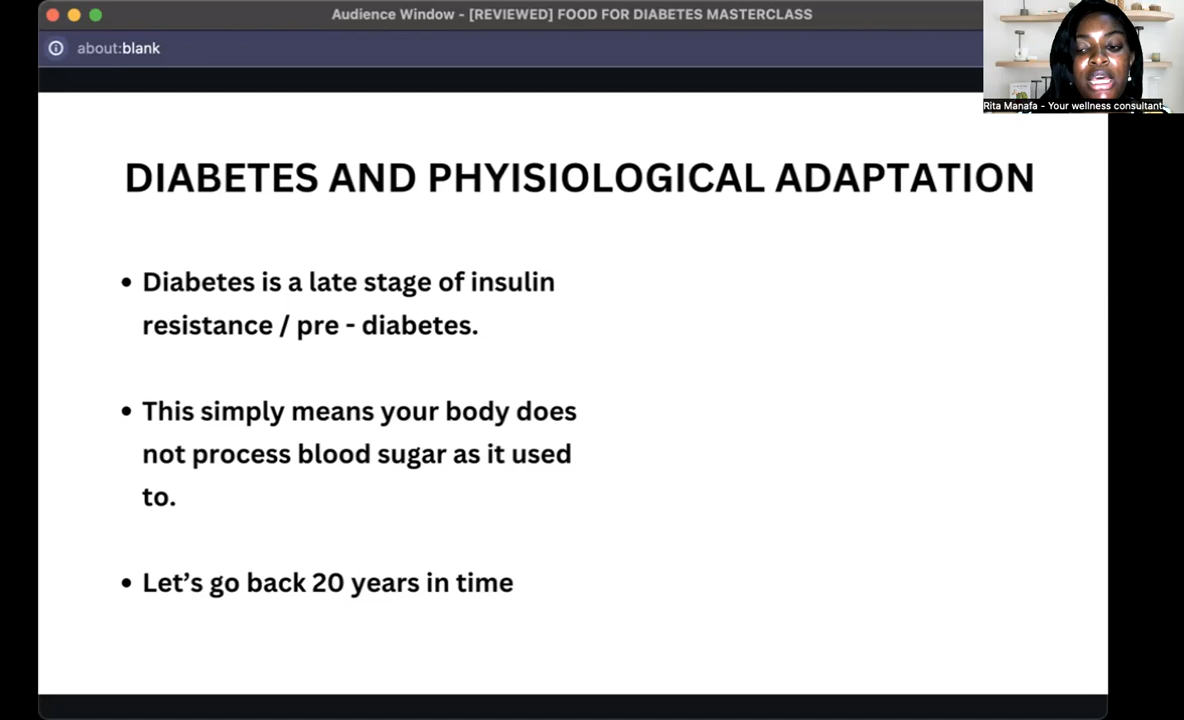 Audience Window - [REVIEWED] FOOD FOR DIABETES MASTERCLASS
about:blank
Rita Manafa - Your wellness consultant
DIABETES AND PHYISIOLOGICAL ADAPTATION
• Diabetes is a late stage of insulin
resistance / pre - diabetes.
• This simply means your body does
not process blood sugar as it used
to.
• Let’s go back 20 years in time